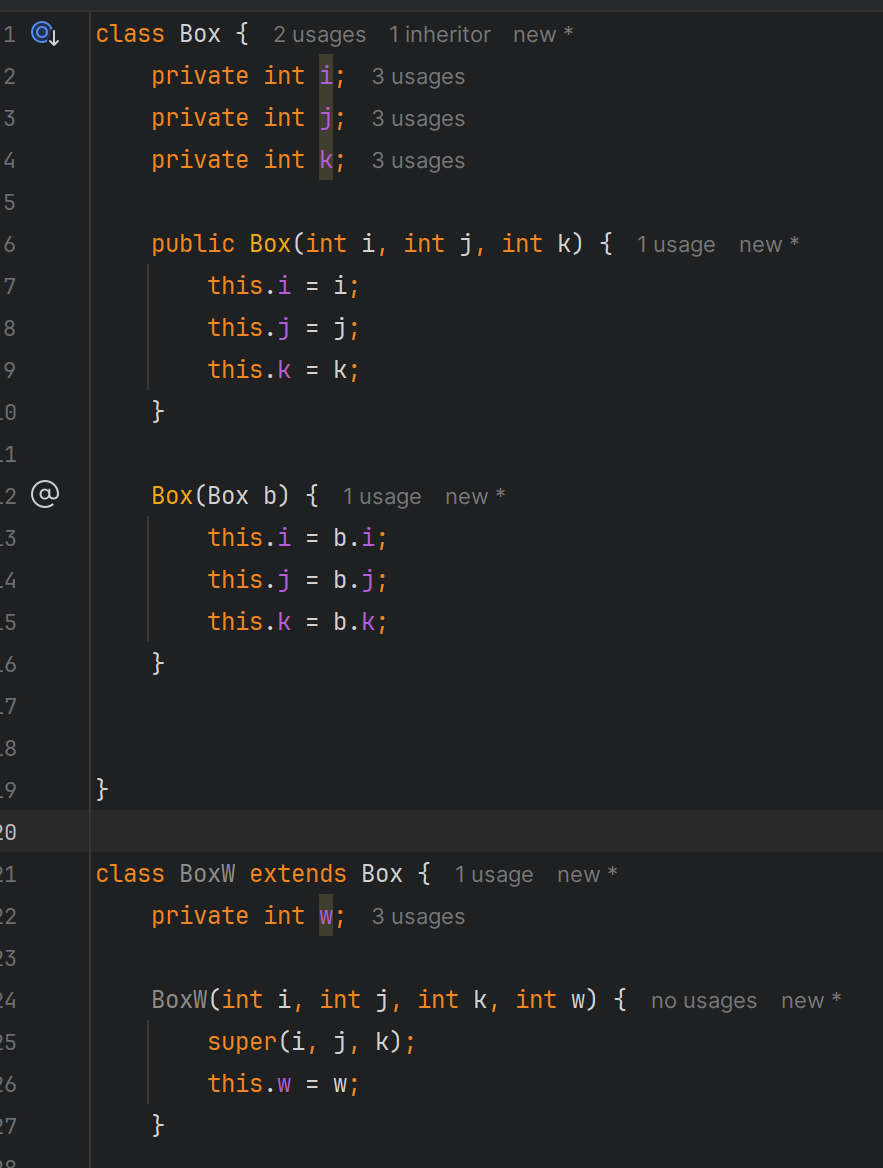 1 class Box { 2 usages 1 inheritor new *
2 private int i; 3 usages
3 private int j; 3 usages
4 private int k; 3 usages
5
6 public Box(int i, int j, int k) { 1 usage new *
7 this.i = i;
8 this.j = j;
9 this.k = k;
10 }
11
12 @ Box(Box b) { 1 usage new *
13 this.i = b.i;
14 this.j = b.j;
15 this.k = b.k;
16 }
17
18
19 }
20
21 class BoxW extends Box { 1 usage new *
22 private int w; 3 usages
23
24 BoxW(int i, int j, int k, int w) { no usages new *
25 super(i, j, k);
26 this.w = w;
27 }
28